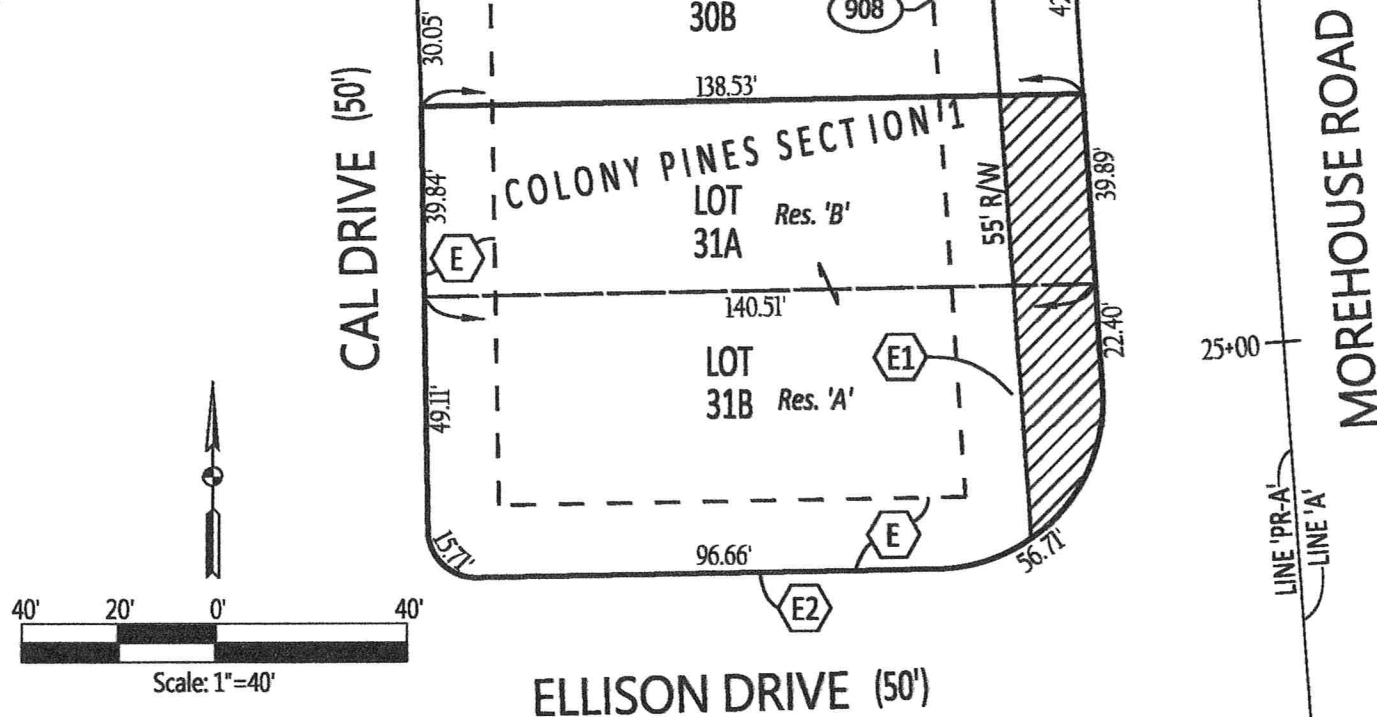 30B
908
30.05'
42
138.53'
CAL DRIVE (50')
COLONY PINES SECTION 1
MOREHOUSE ROAD
39.84'
LOT
31A
Res. 'B'
55' R/W
39.89'
E
140.51'
LOT
31B
Res. 'A'
E1
22.40'
25+00
49.11'
15.71'
96.66'
E
56.71'
E2
LINE 'PR-A'
LINE 'A'
40' 20' 0' 40'
Scale: 1"=40'
ELLISON DRIVE (50')